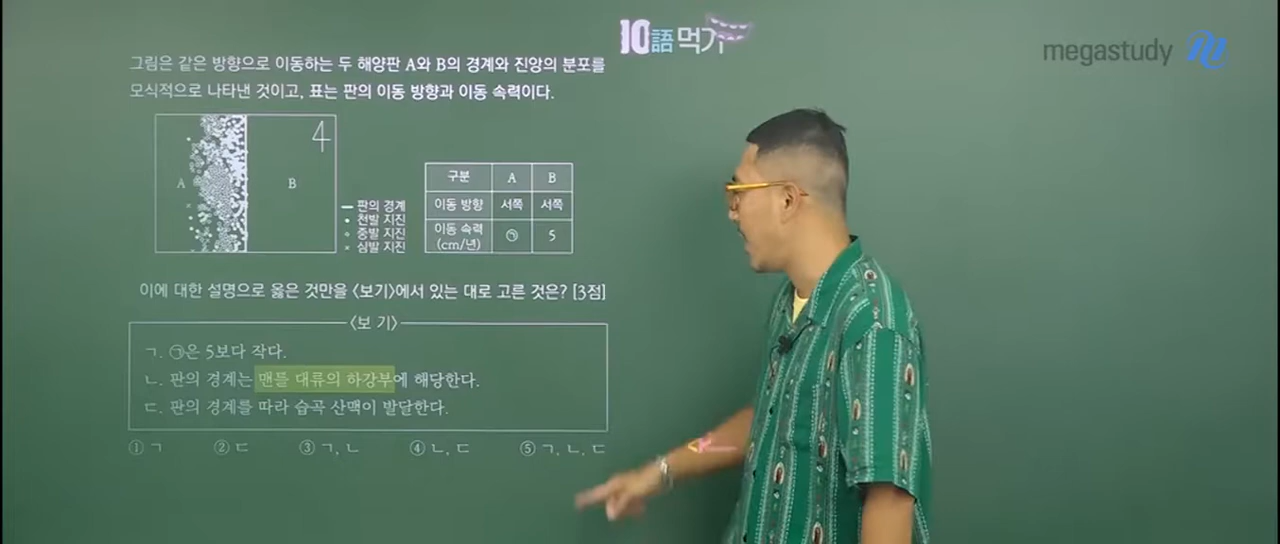 10語먹기
megastudy
그림은 같은 방향으로 이동하는 두 해양판 A와 B의 경계와 진앙의 분포를
모식적으로 나타낸 것이고, 표는 판의 이동 방향과 이동 속력이다.
4
A B
판의 경계
천발 지진
중발 지진
× 심발 지진
구분 A B
이동 방향 서쪽 서쪽
이동 속력 (cm/년) ㉠ 5
이에 대한 설명으로 옳은 것만을 <보기>에서 있는 대로 고른 것은? [3점]
<보 기>
ㄱ. ㉠은 5보다 작다.
ㄴ. 판의 경계는 맨틀 대류의 하강부에 해당한다.
ㄷ. 판의 경계를 따라 습곡 산맥이 발달한다.
① ㄱ ② ㄷ ③ ㄱ, ㄴ ④ ㄴ, ㄷ ⑤ ㄱ, ㄴ, ㄷ